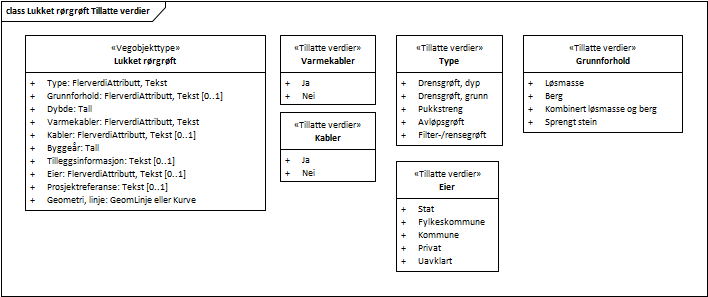 class Lukket rørgrøft Tillatte verdier
«Vegobjekttype»
Lukket rørgrøft
+ Type: FlerverdiAttributt, Tekst
+ Grunnforhold: FlerverdiAttributt, Tekst [0..1]
+ Dybde: Tall
+ Varmekabler: FlerverdiAttributt, Tekst
+ Kabler: FlerverdiAttributt, Tekst [0..1]
+ Byggeår: Tall
+ Tilleggsinformasjon: Tekst [0..1]
+ Eier: FlerverdiAttributt, Tekst [0..1]
+ Prosjektreferanse: Tekst [0..1]
+ Geometri, linje: GeomLinje eller Kurve
«Tillatte verdier»
Varmekabler
+ Ja
+ Nei
«Tillatte verdier»
Kabler
+ Ja
+ Nei
«Tillatte verdier»
Type
+ Drensgrøft, dyp
+ Drensgrøft, grunn
+ Pukkstreng
+ Avløpsgrøft
+ Filter-/rensegrøft
«Tillatte verdier»
Eier
+ Stat
+ Fylkeskommune
+ Kommune
+ Privat
+ Uavklart
«Tillatte verdier»
Grunnforhold
+ Løsmasse
+ Berg
+ Kombinert løsmasse og berg
+ Sprengt stein